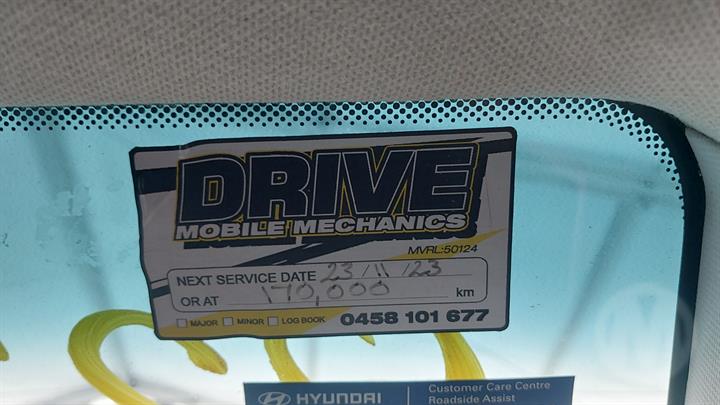 DRIVE
MOBILE MECHANICS
MVRL:50124
NEXT SERVICE DATE 23/11/23
OR AT 170,000 km
MAJOR MINOR LOG BOOK 0458 101 677
HYUNDAI
Customer Care Centre
Roadside Assist